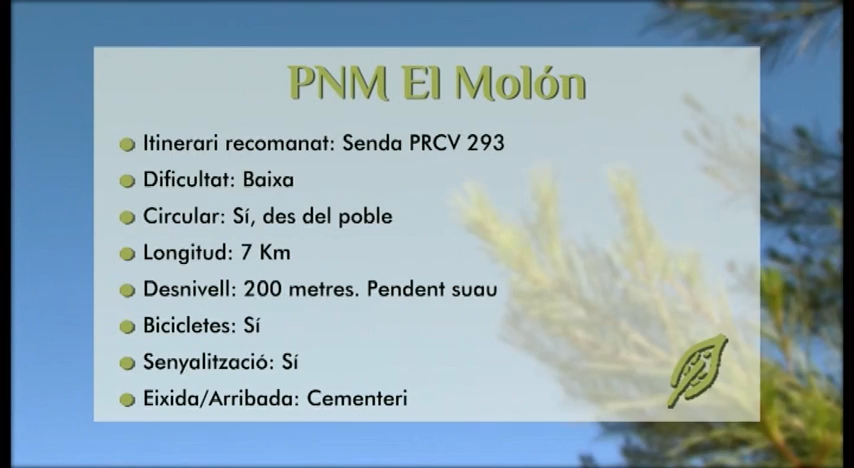 PNM El Molón
Itinerari recomanat: Senda PRCV 293
Dificultat: Baixa
Circular: Sí, des del poble
Longitud: 7 Km
Desnivell: 200 metres. Pendent suau
Bicicletes: Sí
Senyalització: Sí
Eixida/Arribada: Cementeri